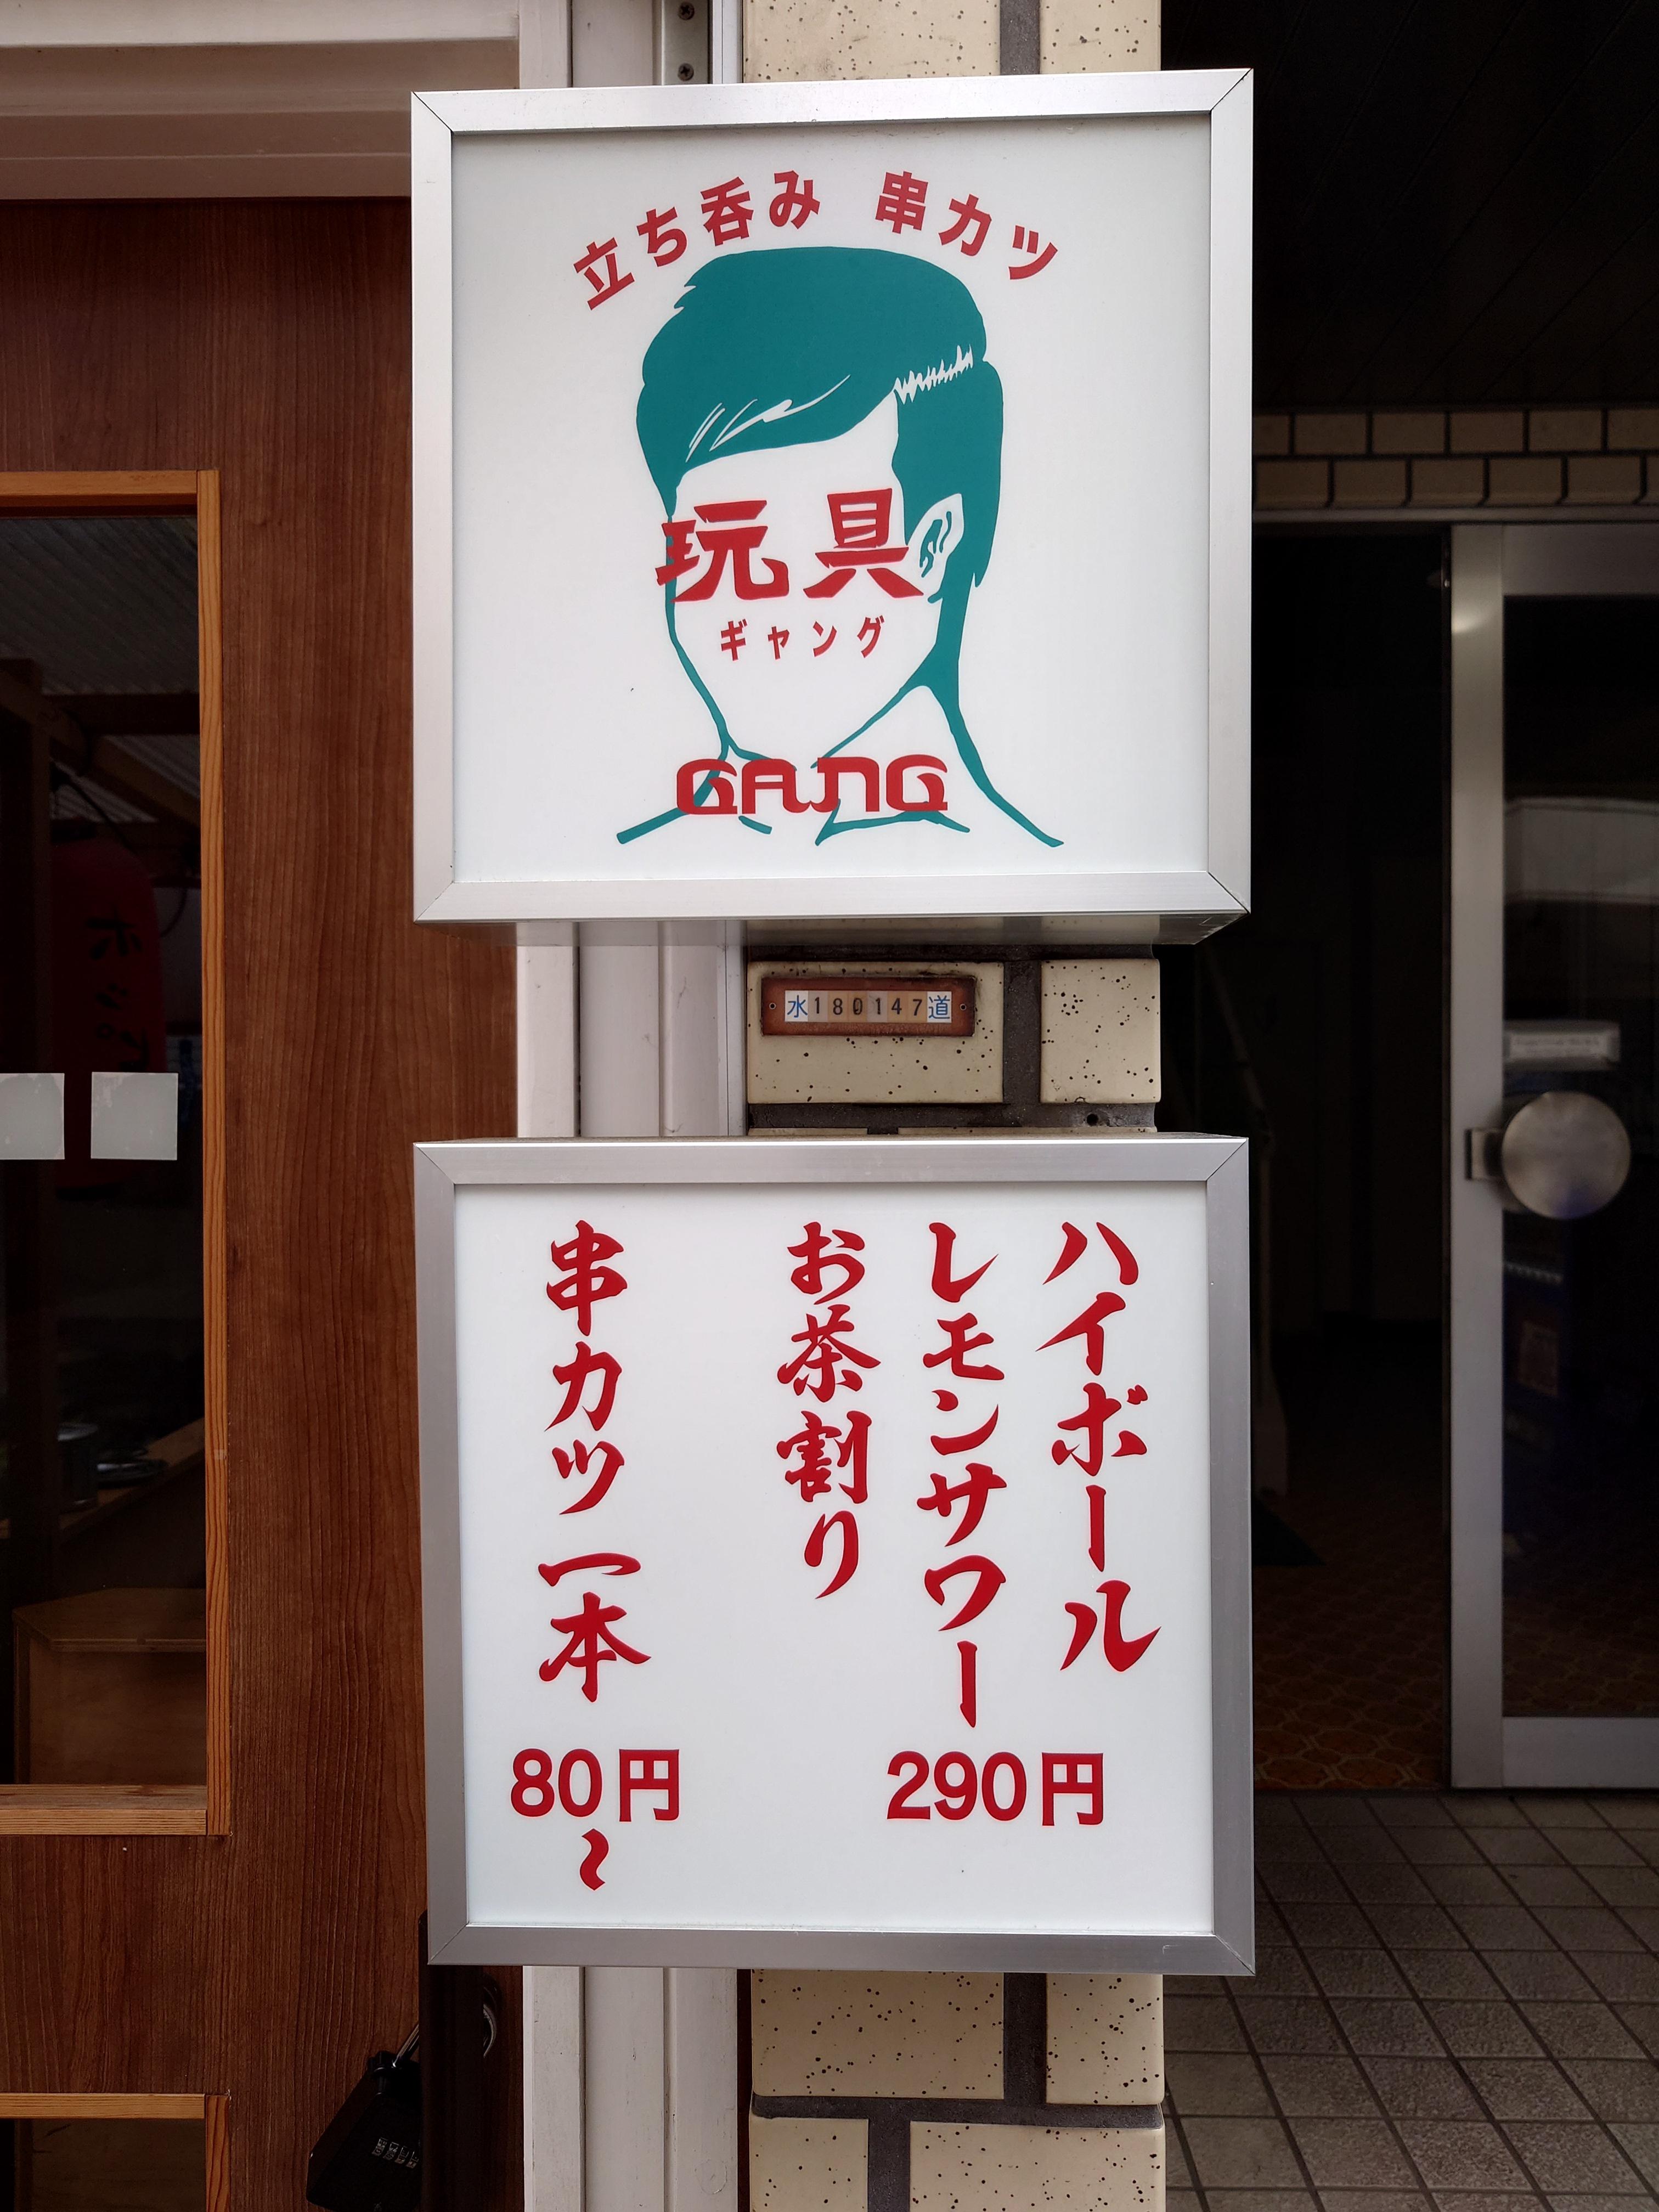 立ち呑み 串カツ
玩具
ギャング
GANG
水180147道
ハイボール
レモンサワー
お茶割り
290円
串カツ一本
80円〜